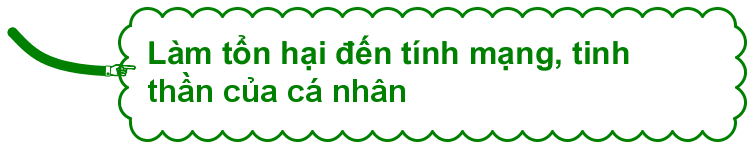 Làm tổn hại đến tính mạng, tinh
thần của cá nhân